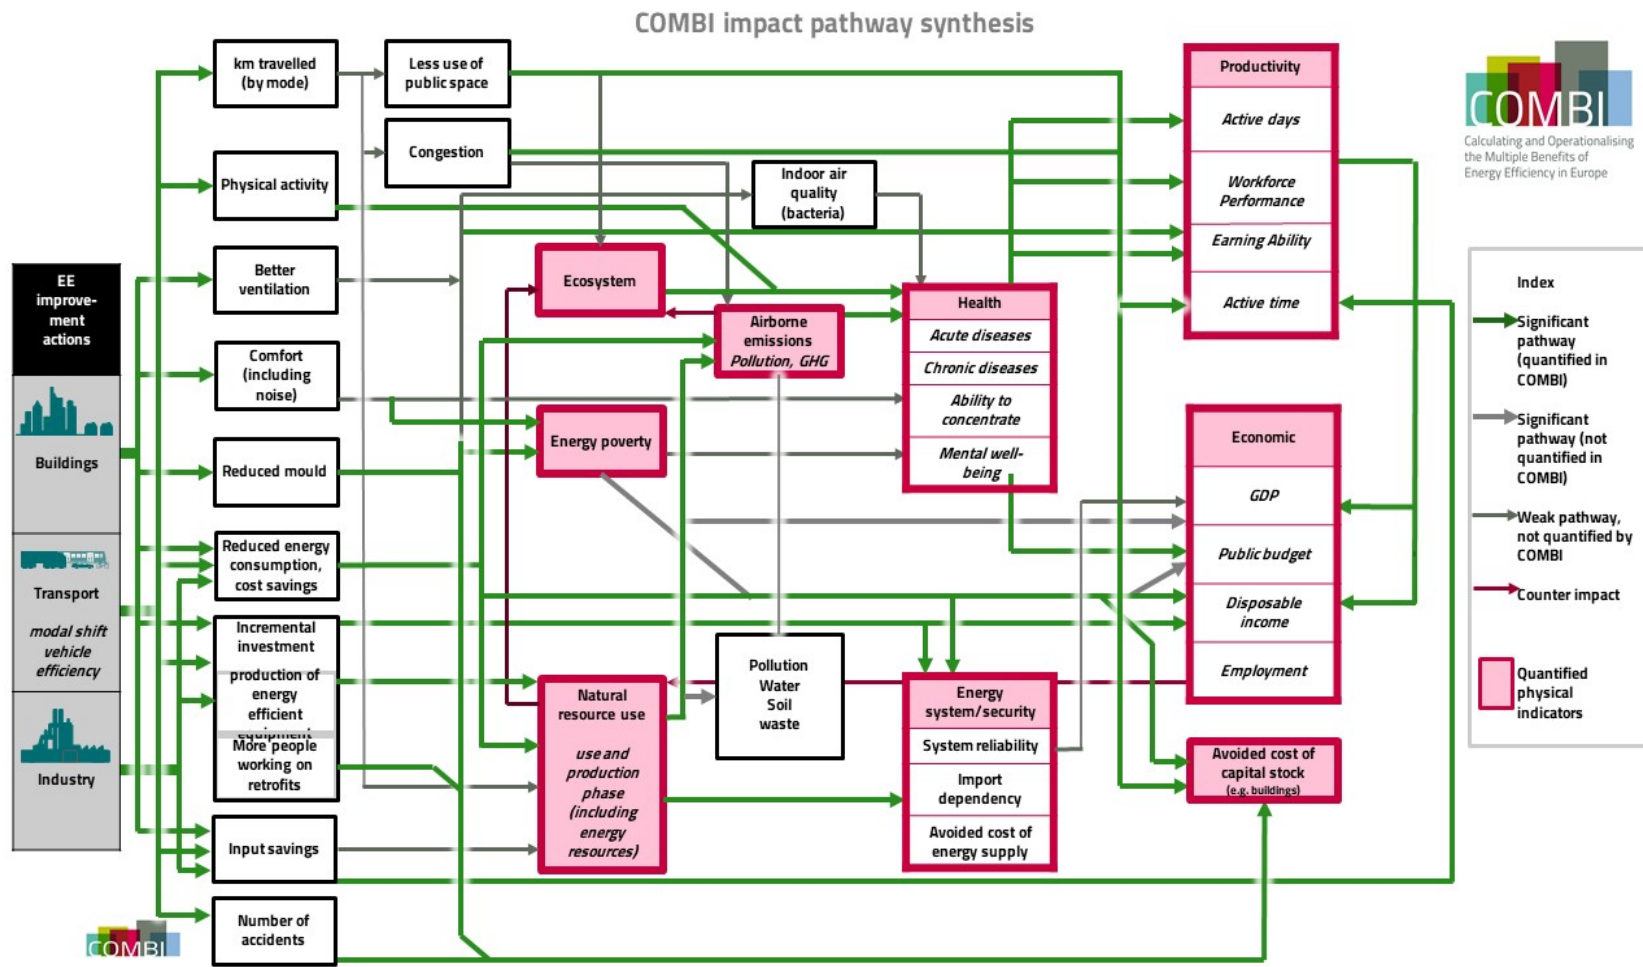 COMBI impact pathway synthesis
km travelled
(by mode)
Less use of
public space
Physical activity
Congestion
Better
ventilation
Indoor air
quality
(bacteria)
Comfort
(including
noise)
Reduced mould
Reduced energy
consumption,
cost savings
Incremental
investment
production of
energy
efficient
equipment
More people
working on
retrofits
Input savings
Number of
accidents
EE
improve-
ment
actions
Buildings
Transport
modal shift
vehicle
efficiency
Industry
COMBI
Ecosystem
Airborne
emissions
Pollution, GHG
Energy poverty
Natural
resource use
use and
production
phase
(including
energy
resources)
Pollution
Water
Soil
waste
Health
Acute diseases
Chronic diseases
Ability to
concentrate
Mental well-
being
Energy
system/security
System reliability
Import
dependency
Avoided cost of
energy supply
Productivity
Active days
Workforce
Performance
Earning Ability
Active time
Economic
GDP
Public budget
Disposable
income
Employment
Avoided cost of
capital stock
(e.g. buildings)
COMBI
Calculating and Operationalising
the Multiple Benefits of
Energy Efficiency in Europe
Index
Significant
pathway
(quantified in
COMBI)
Significant
pathway (not
quantified in
COMBI)
Weak pathway,
not quantified by
COMBI
Counter impact
Quantified
physical
indicators